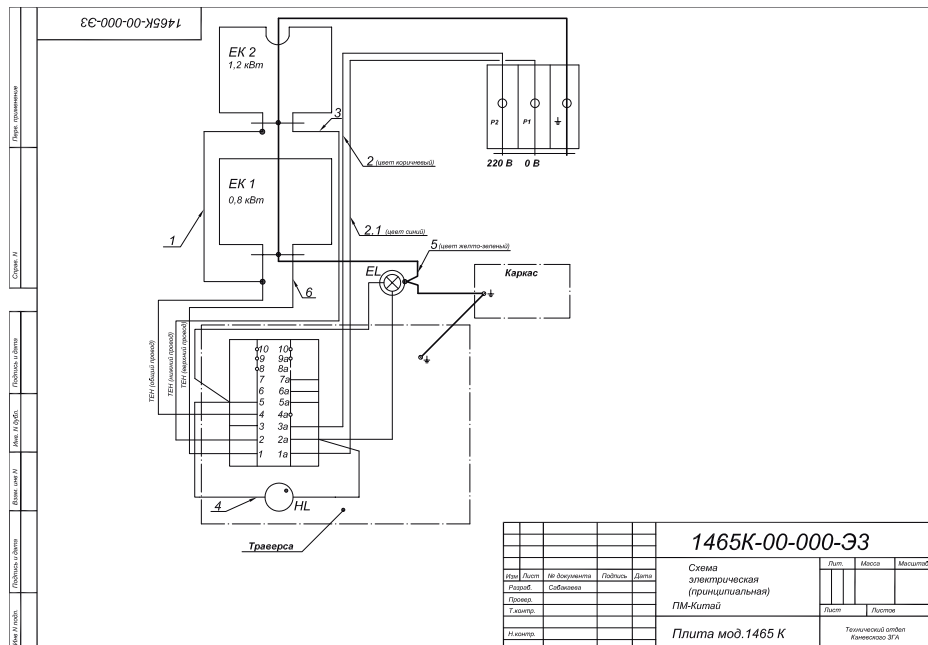 1465К-00-000-ЭЗ
Перв. применение
Справ. N
Подпись и дата
Инв. N дубл.
Взам. инв N
Подпись и дата
Инв N подл.
ЕК 2
1,2 кВт
ЕК 1
0,8 кВт
3
2 (цвет коричневый)
1
2.1 (цвет синий)
5 (цвет желто-зеленый)
6
EL
Р2
Р1
220 В
0 В
Каркас
ТЕН (общий провод)
ТЕН (нижний провод)
ТЕН (верхний провод)
10 10
9 9а
8 8а
7 7а
6 6а
5 5а
4 4а
3 3а
2 2а
1 1а
4
HL
Траверса
1465К-00-000-ЭЗ
Схема
электрическая
(принципиальная)
ПМ-Китай
Лит. Масса Масштаб
Изм Лист № документа Подпись Дата
Разраб. Сабакаева
Провер.
Т.контр.
Лист Листов
Н.контр.
Плита мод.1465 К
Технический отдел
Каневского ЗГА